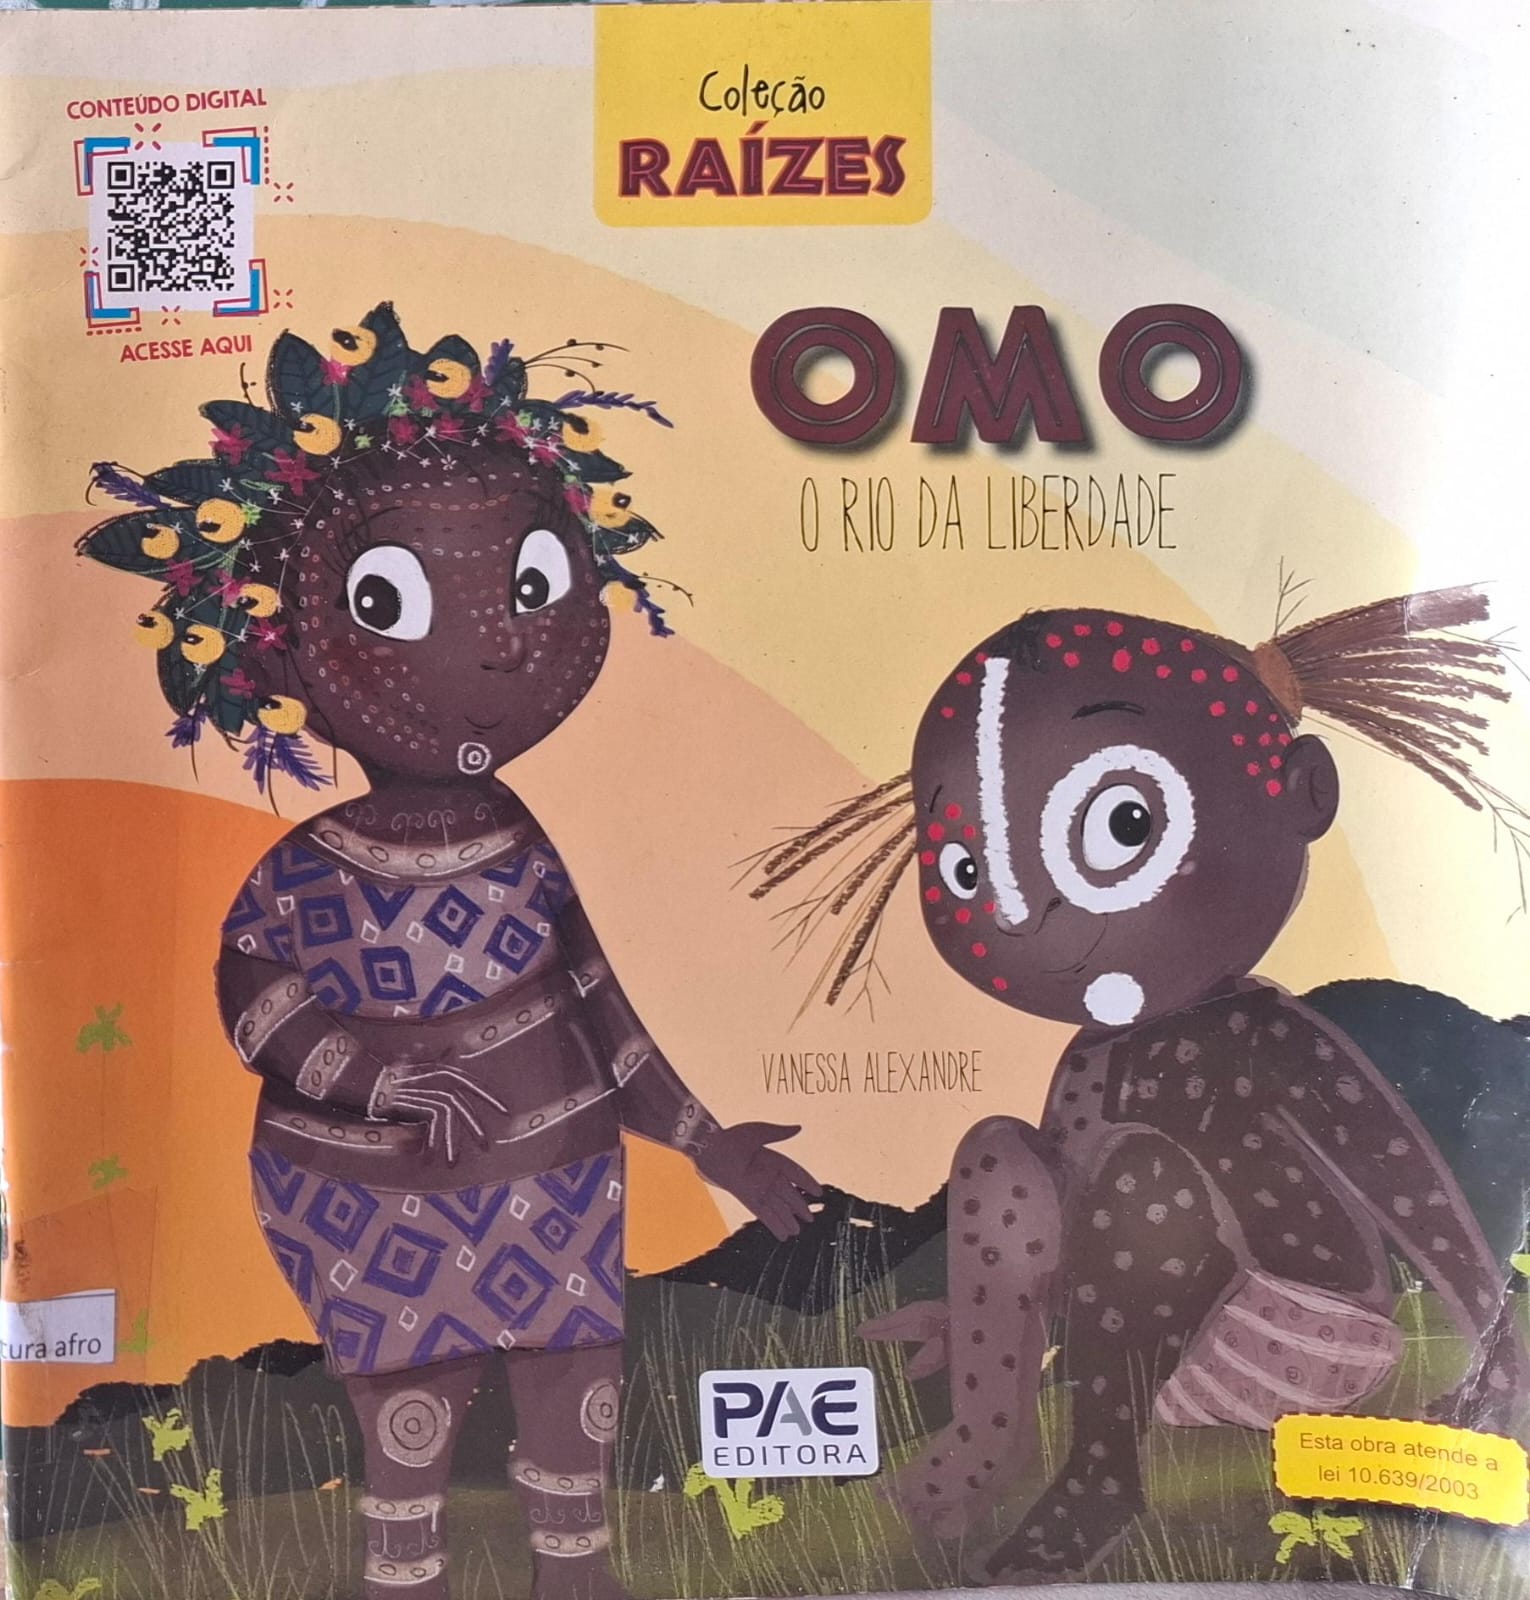 Coleção
RAÍZES
CONTEÚDO DIGITAL
ACESSE AQUI
OMO
O RIO DA LIBERDADE
VANESSA ALEXANDRE
tura afro
PAE
EDITORA
Esta obra atende a
lei 10.639/2003